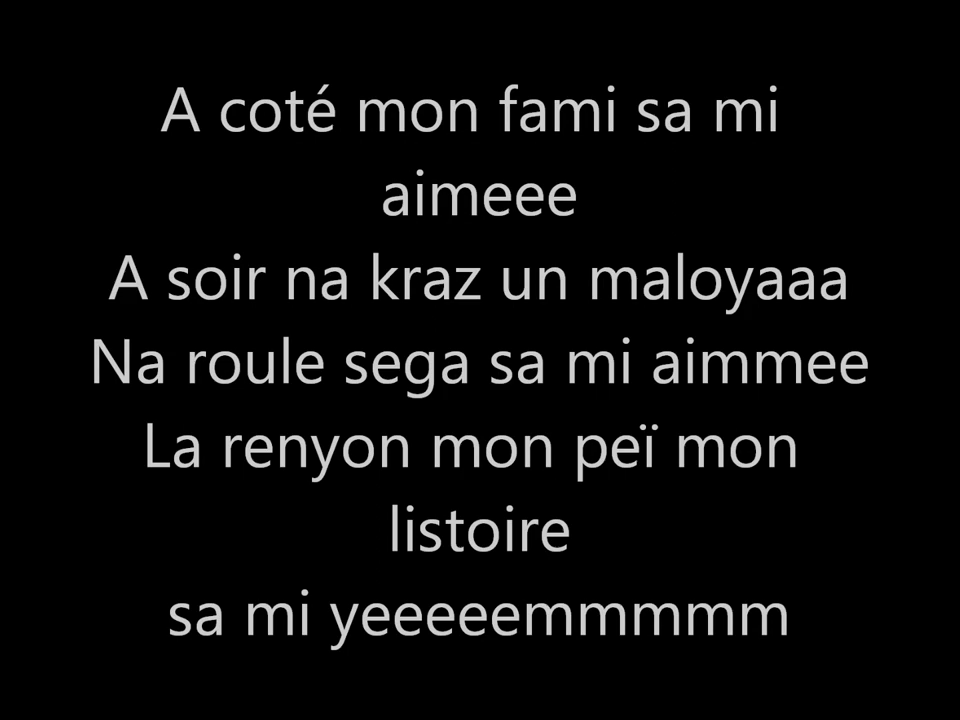 A coté mon fami sa mi
aimeee
A soir na kraz un maloyaaa
Na roule sega sa mi aimmee
La renyon mon peï mon
listoire
sa mi yeeeeemmmmm